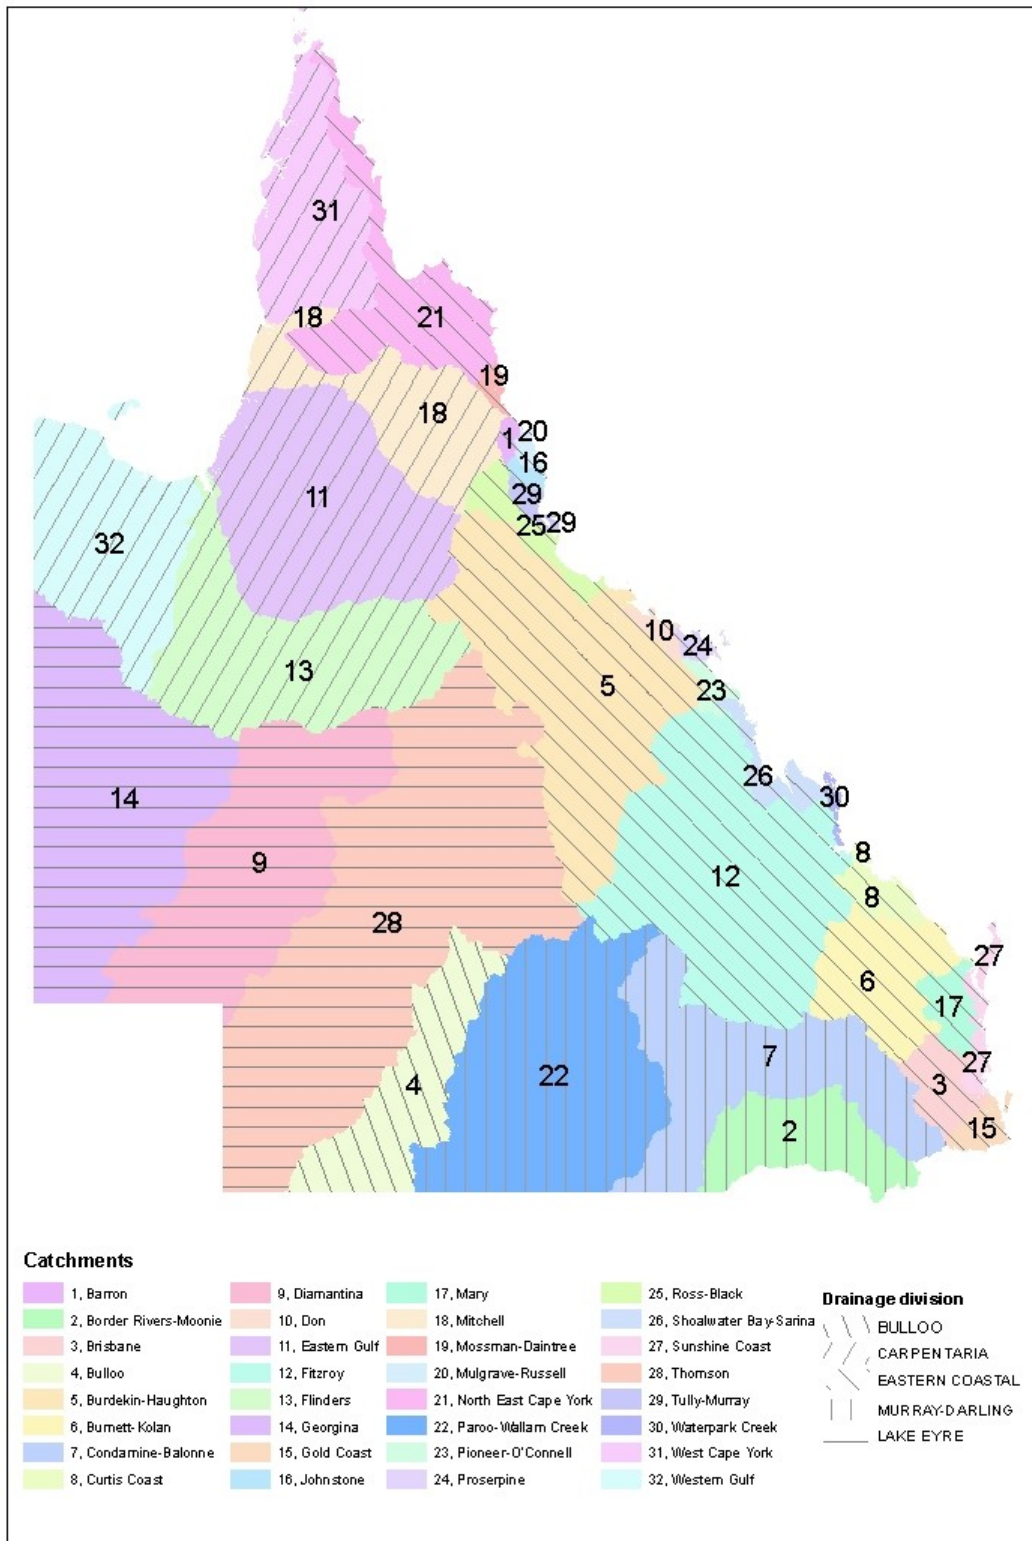 31
18
21
19
18
1
20
16
11
29
25
29
32
10
24
13
5
23
14
26
30
9
8
12
8
28
27
6
17
4
22
7
27
3
2
15
Catchments
1, Barron
2, Border Rivers-Moonie
3, Brisbane
4, Bulloo
5, Burdekin-Haughton
6, Burnett-Kolan
7, Condamine-Balonne
8, Curtis Coast
9, Diamantina
10, Don
11, Eastern Gulf
12, Fitzroy
13, Flinders
14, Georgina
15, Gold Coast
16, Johnstone
17, Mary
18, Mitchell
19, Mossman-Daintree
20, Mulgrave-Russell
21, North East Cape York
22, Paroo-Wallam Creek
23, Pioneer-O'Connell
24, Proserpine
25, Ross-Black
26, Shoalwater Bay-Sarina
27, Sunshine Coast
28, Thomson
29, Tully-Murray
30, Waterpark Creek
31, West Cape York
32, Western Gulf
Drainage division
BULLOO
CARPENTARIA
EASTERN COASTAL
MURRAY-DARLING
LAKE EYRE